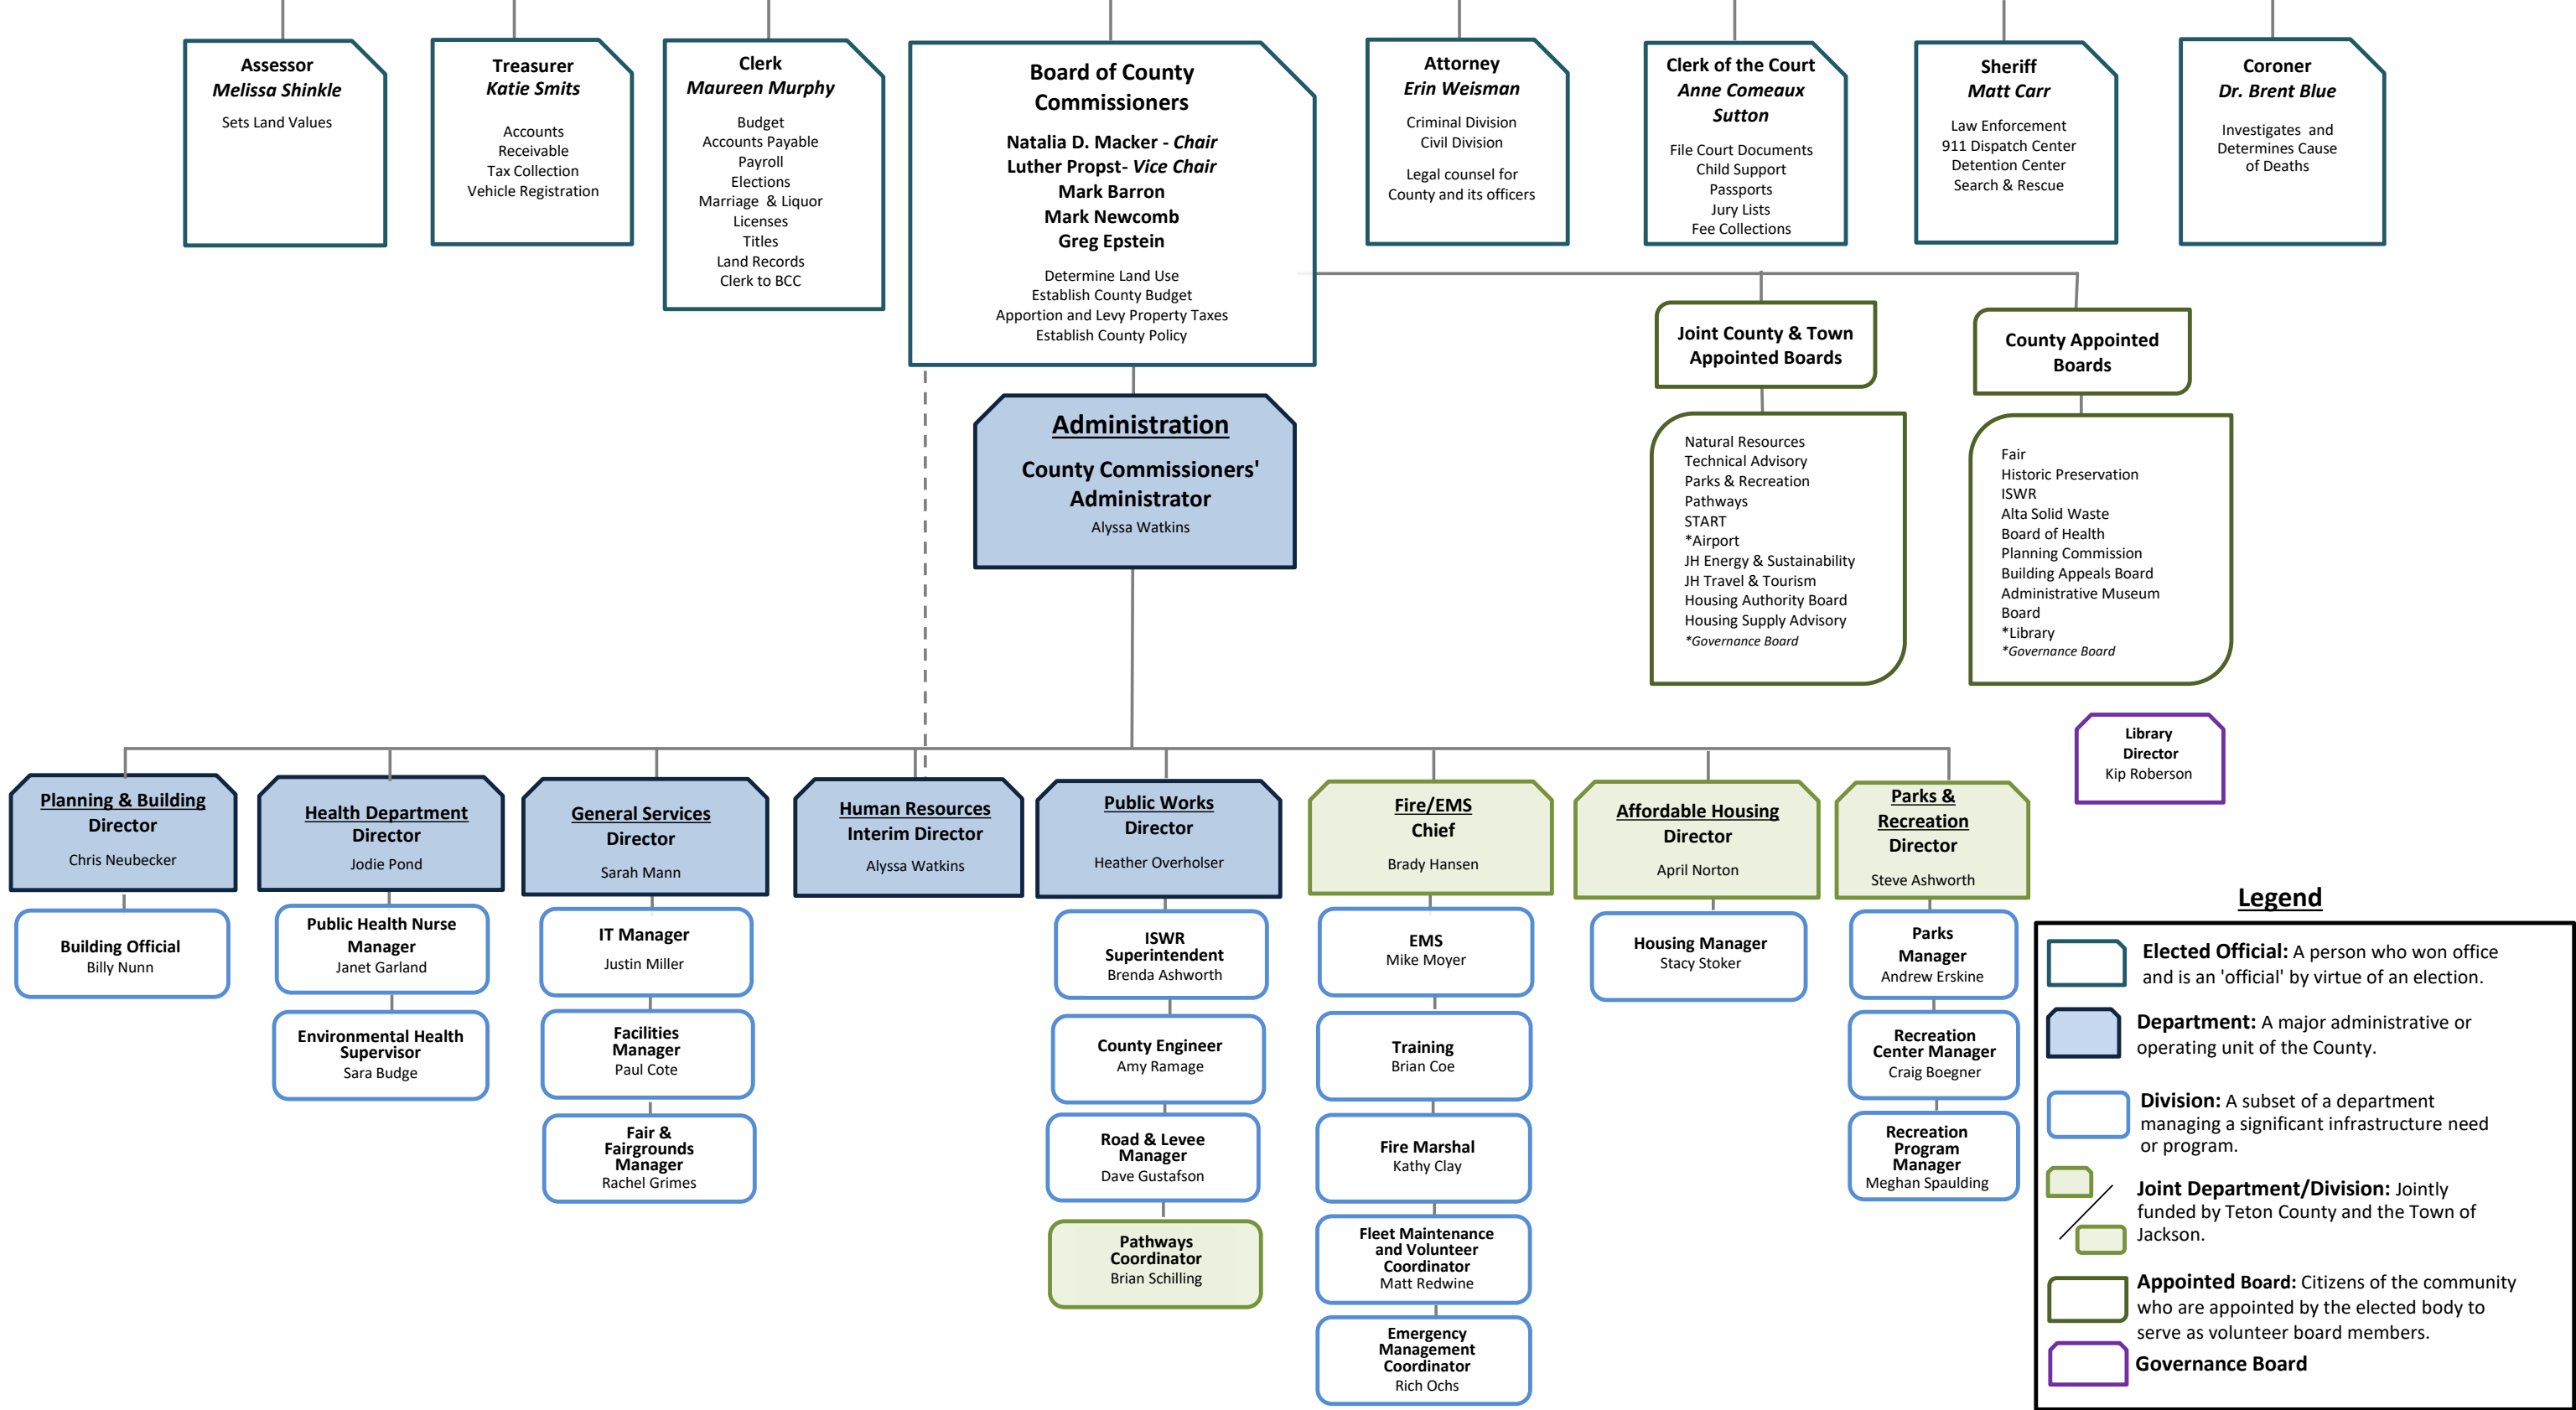 Assessor
Melissa Shinkle
Sets Land Values
Treasurer
Katie Smits
Accounts
Receivable
Tax Collection
Vehicle Registration
Clerk
Maureen Murphy
Budget
Accounts Payable
Payroll
Elections
Marriage & Liquor
Licenses
Titles
Land Records
Clerk to BCC
Board of County
Commissioners
Natalia D. Macker - Chair
Luther Propst- Vice Chair
Mark Barron
Mark Newcomb
Greg Epstein
Determine Land Use
Establish County Budget
Apportion and Levy Property Taxes
Establish County Policy
Attorney
Erin Weisman
Criminal Division
Civil Division
Legal counsel for
County and its officers
Clerk of the Court
Anne Comeaux
Sutton
File Court Documents
Child Support
Passports
Jury Lists
Fee Collections
Sheriff
Matt Carr
Law Enforcement
911 Dispatch Center
Detention Center
Search & Rescue
Coroner
Dr. Brent Blue
Investigates and
Determines Cause
of Deaths
Joint County & Town
Appointed Boards
Natural Resources
Technical Advisory
Parks & Recreation
Pathways
START
*Airport
JH Energy & Sustainability
JH Travel & Tourism
Housing Authority Board
Housing Supply Advisory
*Governance Board
County Appointed
Boards
Fair
Historic Preservation
ISWR
Alta Solid Waste
Board of Health
Planning Commission
Building Appeals Board
Administrative Museum
Board
*Library
*Governance Board
Library
Director
Kip Roberson
Administration
County Commissioners'
Administrator
Alyssa Watkins
Planning & Building
Director
Chris Neubecker
Building Official
Billy Nunn
Health Department
Director
Jodie Pond
Public Health Nurse
Manager
Janet Garland
Environmental Health
Supervisor
Sara Budge
General Services
Director
Sarah Mann
IT Manager
Justin Miller
Facilities
Manager
Paul Cote
Fair &
Fairgrounds
Manager
Rachel Grimes
Human Resources
Interim Director
Alyssa Watkins
Public Works
Director
Heather Overholser
ISWR
Superintendent
Brenda Ashworth
County Engineer
Amy Ramage
Road & Levee
Manager
Dave Gustafson
Pathways
Coordinator
Brian Schilling
Fire/EMS
Chief
Brady Hansen
EMS
Mike Moyer
Training
Brian Coe
Fire Marshal
Kathy Clay
Fleet Maintenance
and Volunteer
Coordinator
Matt Redwine
Emergency
Management
Coordinator
Rich Ochs
Affordable Housing
Director
April Norton
Housing Manager
Stacy Stoker
Parks &
Recreation
Director
Steve Ashworth
Parks
Manager
Andrew Erskine
Recreation
Center Manager
Craig Boegner
Recreation
Program
Manager
Meghan Spaulding
Legend
Elected Official: A person who won office
and is an 'official' by virtue of an election.
Department: A major administrative or
operating unit of the County.
Division: A subset of a department
managing a significant infrastructure need
or program.
Joint Department/Division: Jointly
funded by Teton County and the Town of
Jackson.
Appointed Board: Citizens of the community
who are appointed by the elected body to
serve as volunteer board members.
Governance Board